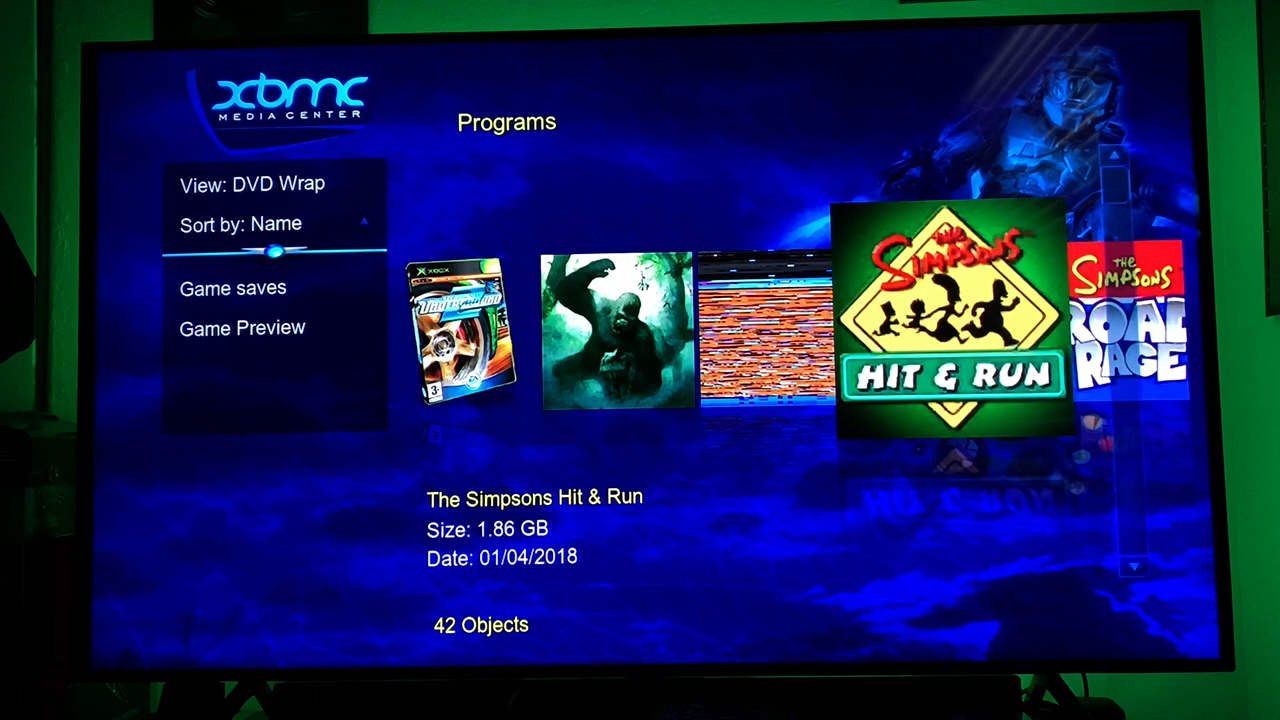 xbmc
MEDIA CENTER
Programs
View: DVD Wrap
Sort by: Name
Game saves
Game Preview
XBOX
UNDERGROUND 2
EA
3+
THE
SIMPSONS
HIT & RUN
THE
SIMPSONS
ROAD
RAGE
The Simpsons Hit & Run
Size: 1.86 GB
Date: 01/04/2018
42 Objects